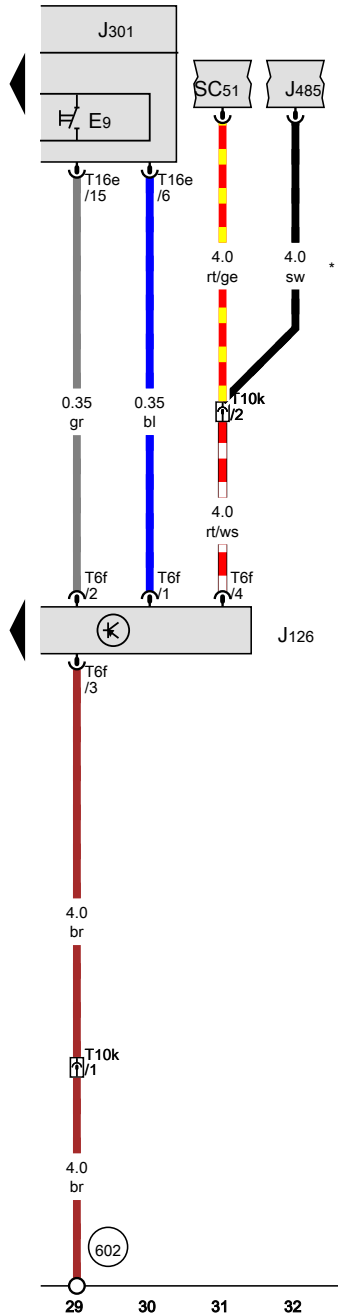 J301
SC51 J485
E9
T16e
/15
T16e
/6
4.0
rt/ge
4.0
sw
*
0.35
gr
0.35
bl
T10k
/2
4.0
rt/ws
T6f
/2
T6f
/1
T6f
/4
J126
T6f
/3
4.0
br
T10k
/1
4.0
br
602
29 30 31 32